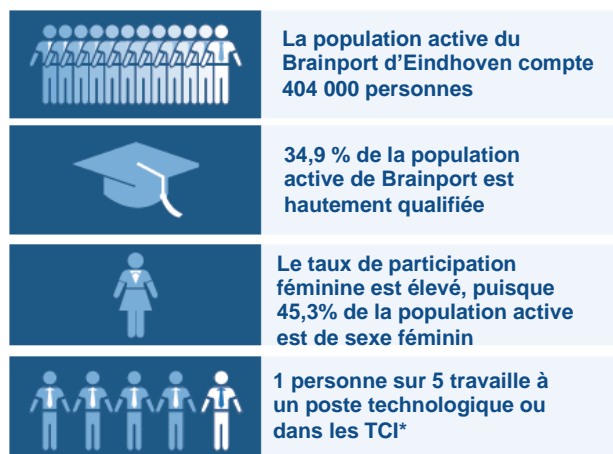 La population active du
Brainport d’Eindhoven compte
404 000 personnes
34,9 % de la population
active de Brainport est
hautement qualifiée
Le taux de participation
féminine est élevé, puisque
45,3% de la population active
est de sexe féminin
1 personne sur 5 travaille à
un poste technologique ou
dans les TCI*